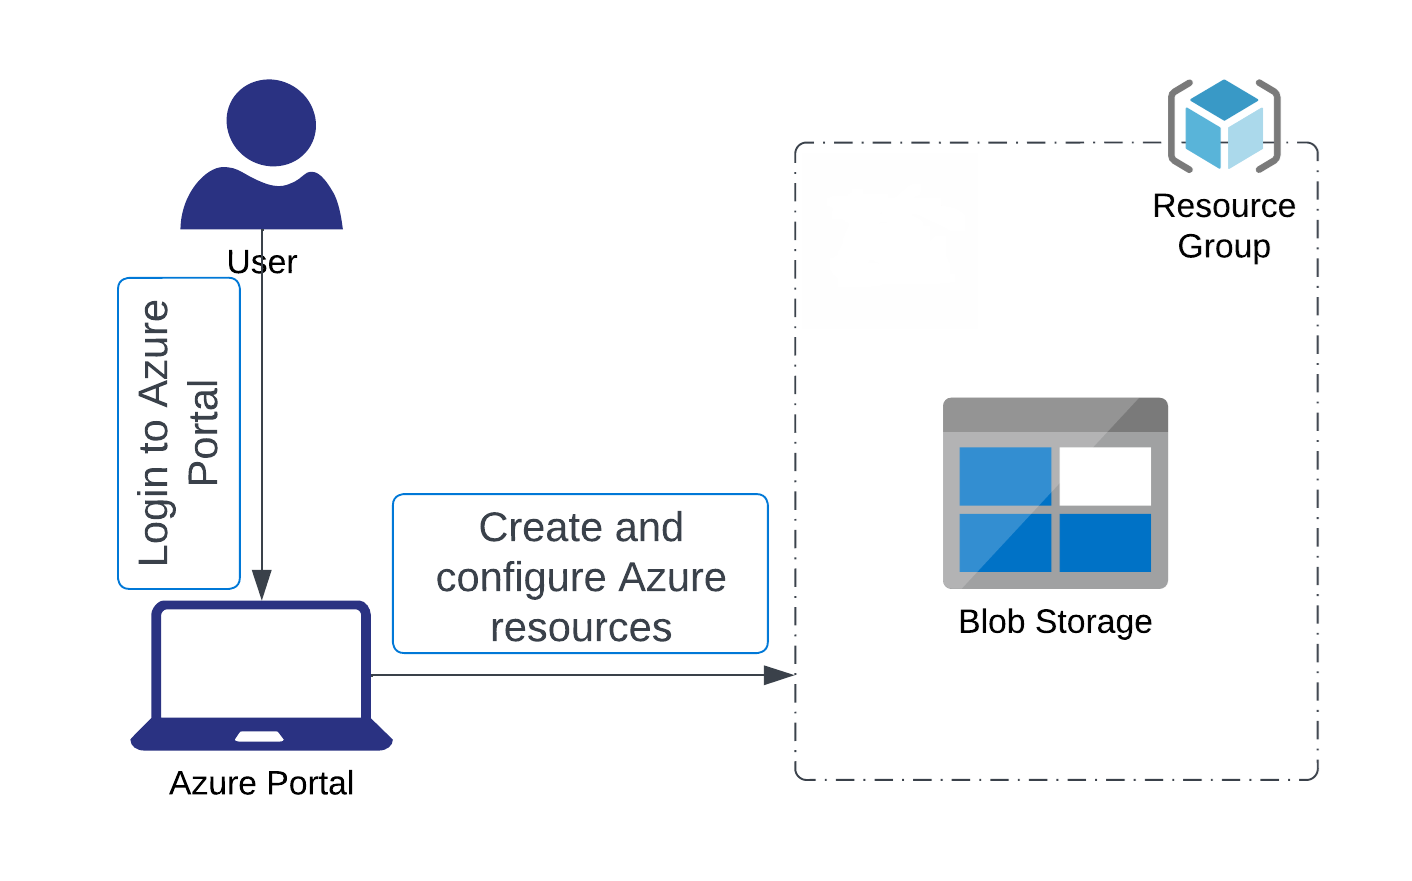 Resource
Group
User
Login to Azure
Portal
Create and
configure Azure
resources
Blob Storage
Azure Portal